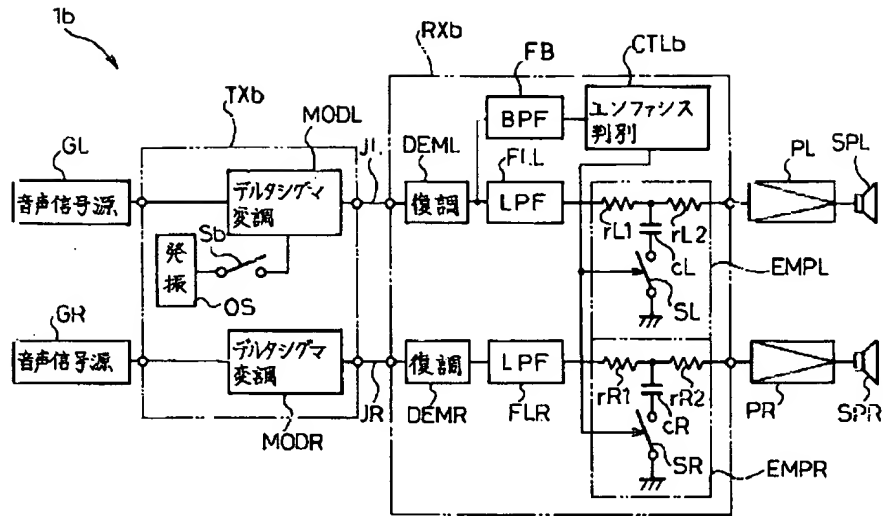 1b
RXb
FB
CTLb
TXb
BPF
エンファシス
判別
GL
MODL
JL
DEML
FLL
PL
SPL
音声信号源
デルタシグマ
変調
復調
LPF
rL1
rL2
Sb
cL
発振
EMPL
SL
GR
OS
音声信号源
デルタシグマ
変調
復調
LPF
rR1
rR2
JR
DEMR
FLR
cR
PR
SPR
MODR
SR
EMPR